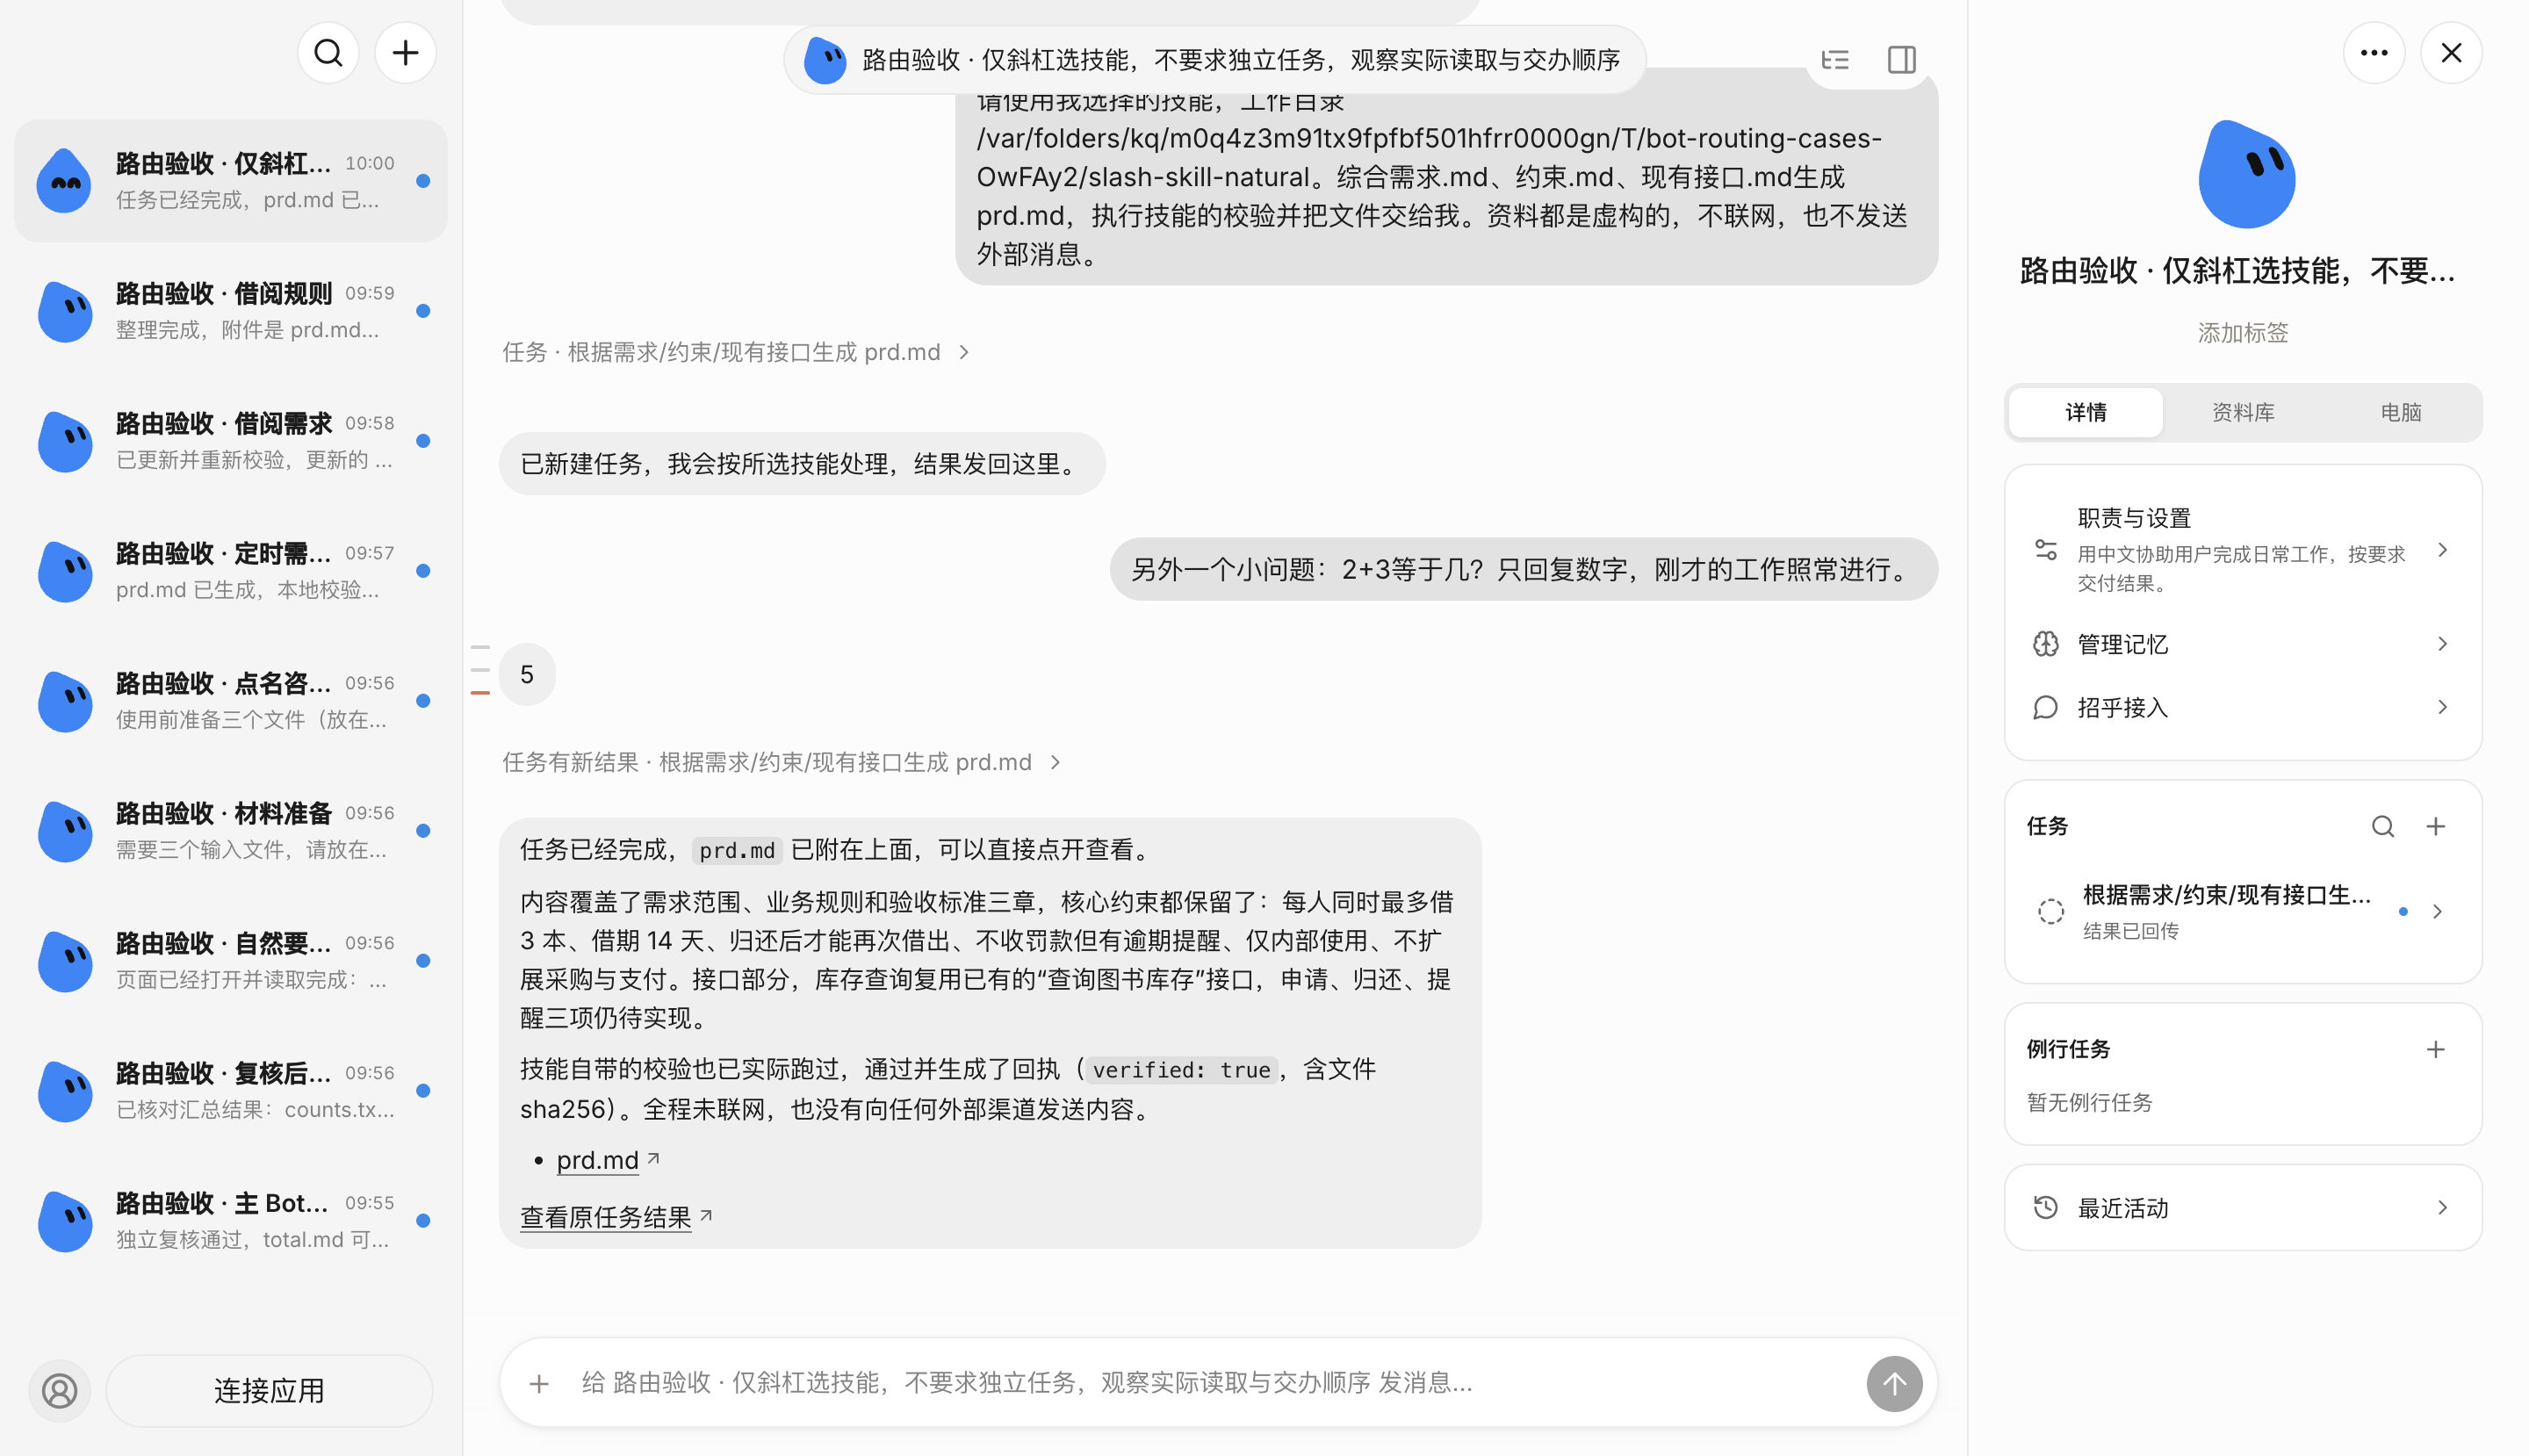 路由验收 · 仅斜杠... 10:00
任务已经完成，prd.md 已...
路由验收 · 借阅规则 09:59
整理完成，附件是 prd.md...
路由验收 · 借阅需求 09:58
已更新并重新校验，更新的 ...
路由验收 · 定时需... 09:57
prd.md 已生成，本地校验...
路由验收 · 点名咨... 09:56
使用前准备三个文件（放在...
路由验收 · 材料准备 09:56
需要三个输入文件，请放在...
路由验收 · 自然要... 09:56
页面已经打开并读取完成：...
路由验收 · 复核后... 09:56
已核对汇总结果：counts.tx...
路由验收 · 主 Bot... 09:55
独立复核通过，total.md 可...
连接应用
路由验收 · 仅斜杠选技能，不要求独立任务，观察实际读取与交办顺序
请使用我选择的技能，工作目录
/var/folders/kq/m0q4z3m91tx9fpfbf501hfrr0000gn/T/bot-routing-cases-
OwFAy2/slash-skill-natural。综合需求.md、约束.md、现有接口.md生成
prd.md，执行技能的校验并把文件交给我。资料都是虚构的，不联网，也不发送
外部消息。
任务 · 根据需求/约束/现有接口生成 prd.md
已新建任务，我会按所选技能处理，结果发回这里。
另外一个小问题：2+3等于几？只回复数字，刚才的工作照常进行。
5
任务有新结果 · 根据需求/约束/现有接口生成 prd.md
任务已经完成，prd.md 已附在上面，可以直接点开查看。
内容覆盖了需求范围、业务规则和验收标准三章，核心约束都保留了：每人同时最多借
3 本、借期 14 天、归还后才能再次借出、不收罚款但有逾期提醒、仅内部使用、不扩
展采购与支付。接口部分，库存查询复用已有的“查询图书库存”接口，申请、归还、提
醒三项仍待实现。
技能自带的校验也已实际跑过，通过并生成了回执（verified: true，含文件
sha256）。全程未联网，也没有向任何外部渠道发送内容。
• prd.md
查看原任务结果
给 路由验收 · 仅斜杠选技能，不要求独立任务，观察实际读取与交办顺序 发消息...
路由验收 · 仅斜杠选技能，不要...
添加标签
详情 资料库 电脑
职责与设置
用中文协助用户完成日常工作，按要求
交付结果。
管理记忆
招乎接入
任务
根据需求/约束/现有接口生...
结果已回传
例行任务
暂无例行任务
最近活动